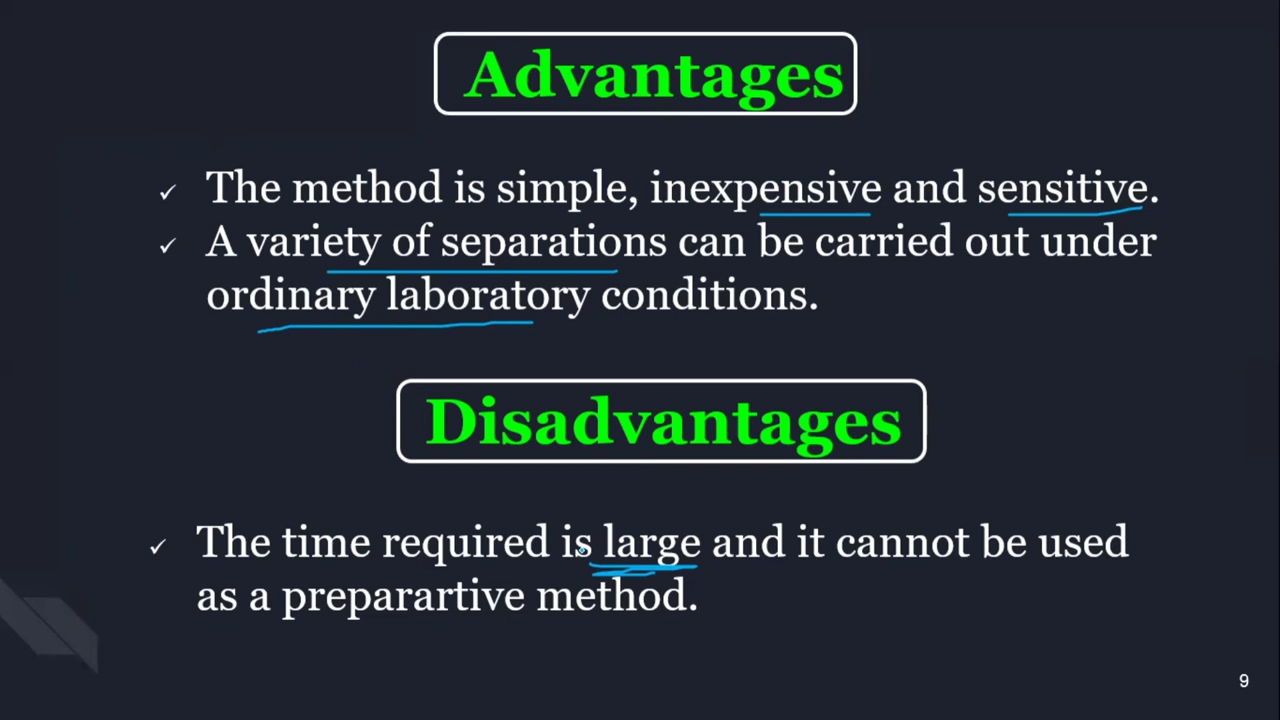 Advantages
✓ The method is simple, inexpensive and sensitive.
✓ A variety of separations can be carried out under
ordinary laboratory conditions.
Disadvantages
✓ The time required is large and it cannot be used
as a preparartive method.
9